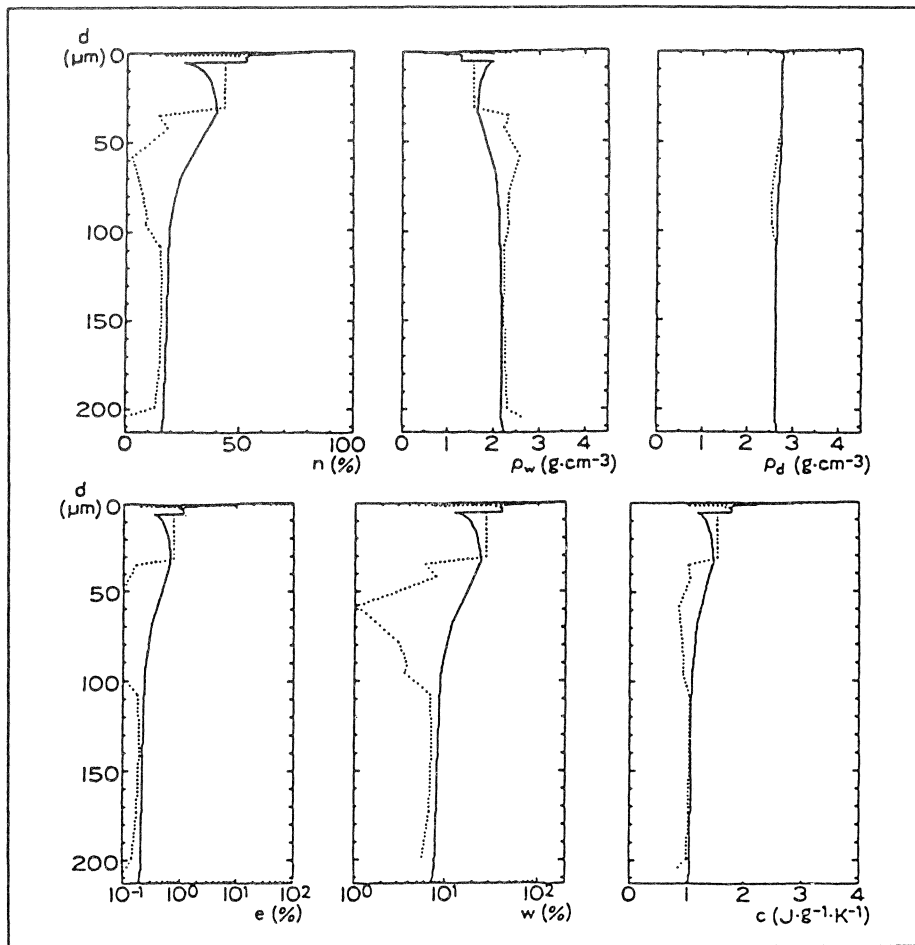 d
(μm)
0
50
100
150
200
0 50 100
n (%)
0 1 2 3 4
ρw (g·cm-3)
0 1 2 3 4
ρd (g·cm-3)
d
(μm)
0
50
100
150
200
10-1 100 101 102
e (%)
100 101 102
w (%)
0 1 2 3 4
c (J·g-1·K-1)